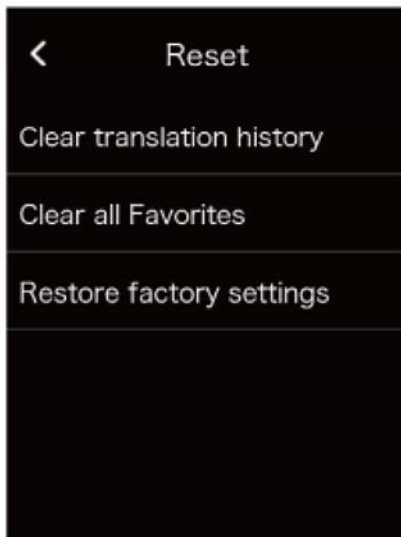 Reset
Clear translation history
Clear all Favorites
Restore factory settings